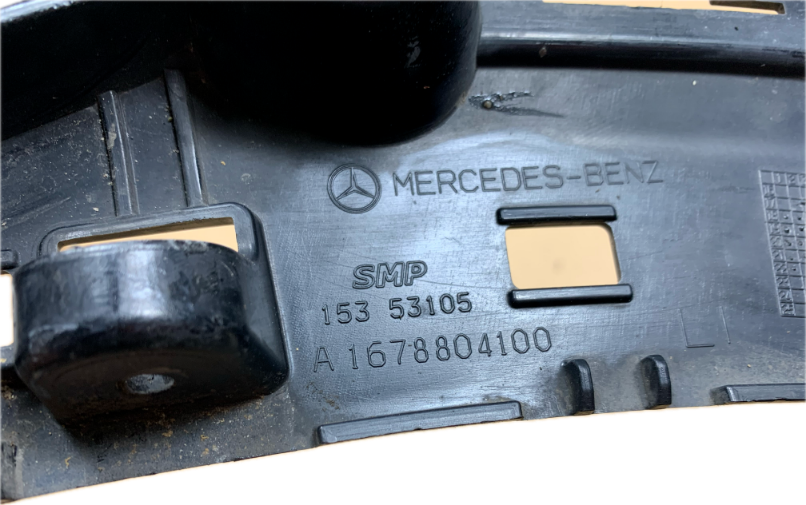 MERCEDES-BENZ
SMP
153 53105
A 1678804100